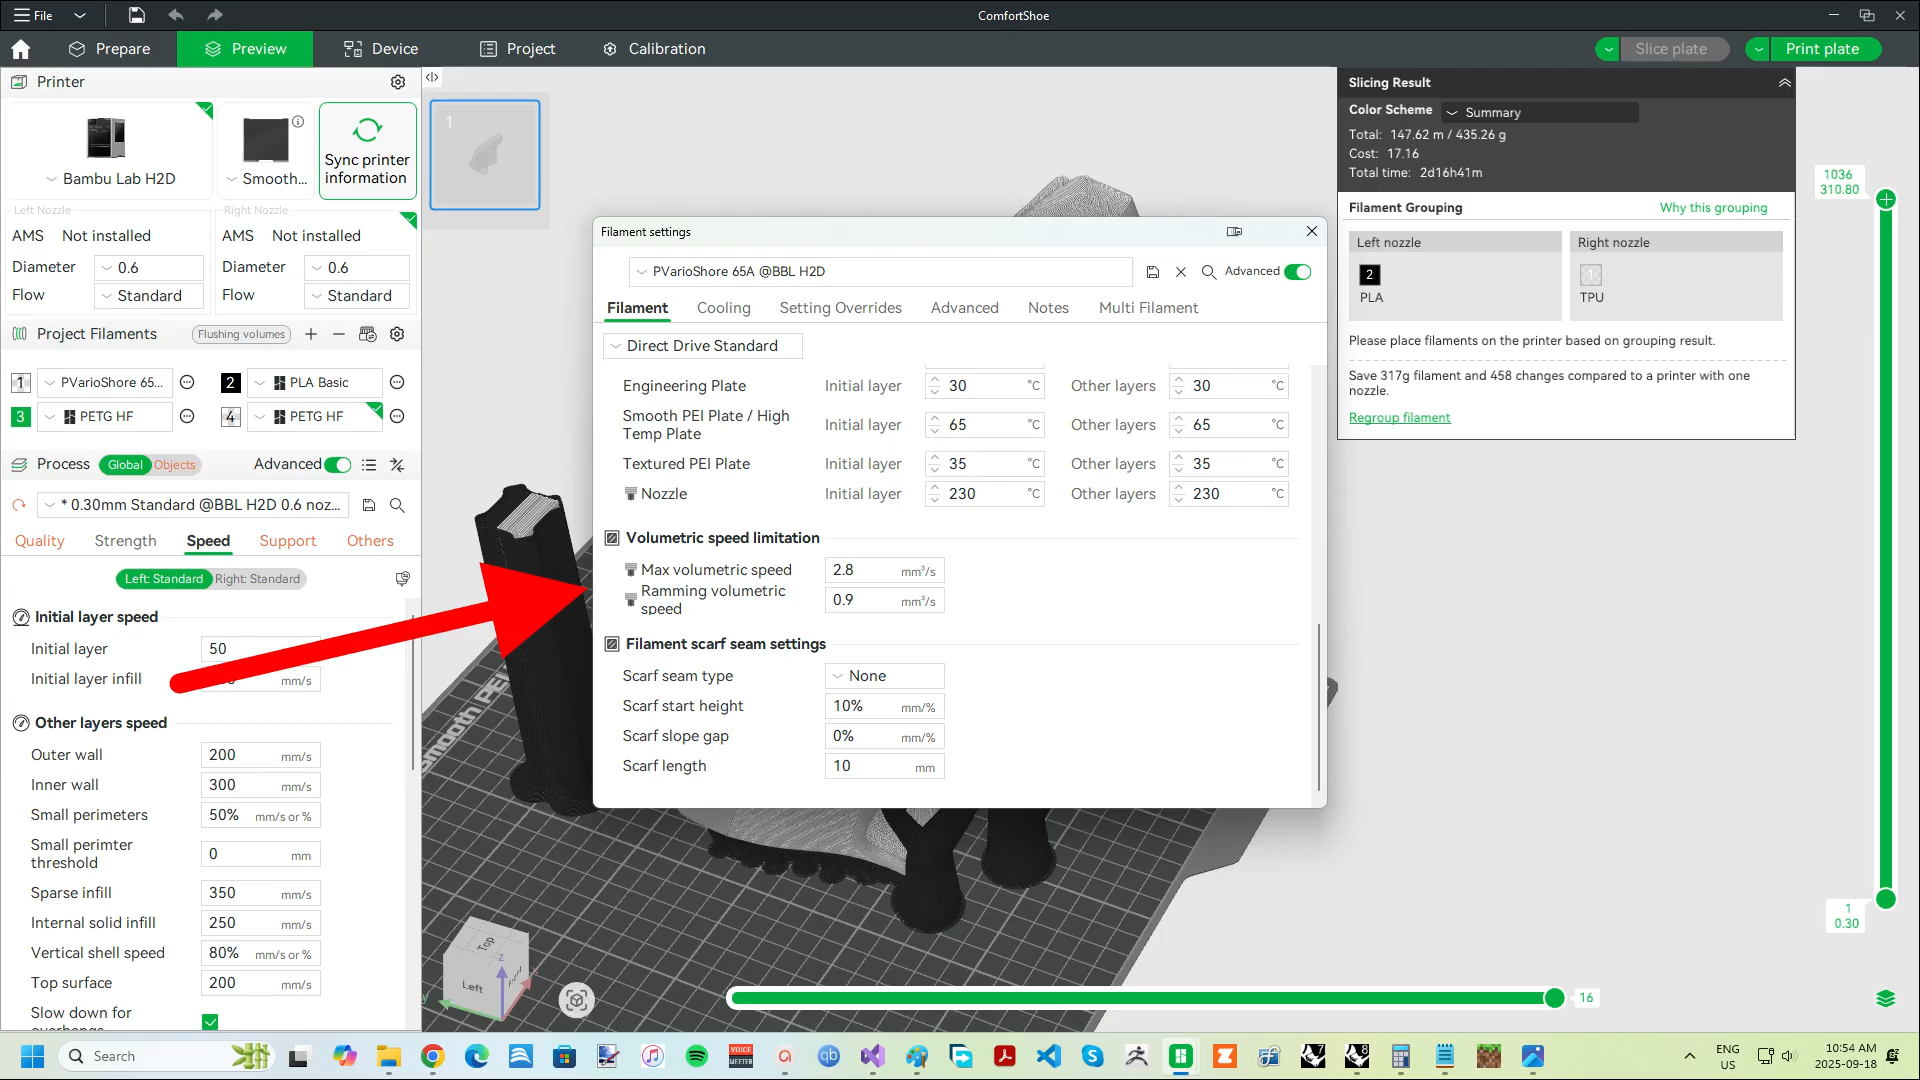 File
ComfortShoe
Prepare
Preview
Device
Project
Calibration
Slice plate
Print plate
Printer
Bambu Lab H2D
Smooth...
Sync printer
information
Left Nozzle
Right Nozzle
AMS Not installed
AMS Not installed
Diameter 0.6
Diameter 0.6
Flow Standard
Flow Standard
Project Filaments
Flushing volumes
1 PVarioShore 65...
2 PLA Basic
3 PETG HF
4 PETG HF
Process
Global
Objects
Advanced
* 0.30mm Standard @BBL H2D 0.6 noz...
Quality
Strength
Speed
Support
Others
Left: Standard
Right: Standard
Initial layer speed
Initial layer 50
Initial layer infill mm/s
Other layers speed
Outer wall 200 mm/s
Inner wall 300 mm/s
Small perimeters 50% mm/s or %
Small perimter
threshold
0 mm
Sparse infill 350 mm/s
Internal solid infill 250 mm/s
Vertical shell speed 80% mm/s or %
Top surface 200 mm/s
Slow down for
1
Smooth PEI
Filament settings
PVarioShore 65A @BBL H2D
Advanced
Filament
Cooling
Setting Overrides
Advanced
Notes
Multi Filament
Direct Drive Standard
Engineering Plate Initial layer 30 °C Other layers 30 °C
Smooth PEI Plate / High
Temp Plate
Initial layer 65 °C Other layers 65 °C
Textured PEI Plate Initial layer 35 °C Other layers 35 °C
Nozzle Initial layer 230 °C Other layers 230 °C
Volumetric speed limitation
Max volumetric speed 2.8 mm³/s
Ramming volumetric
speed
0.9 mm³/s
Filament scarf seam settings
Scarf seam type None
Scarf start height 10% mm/%
Scarf slope gap 0% mm/%
Scarf length 10 mm
Slicing Result
Color Scheme Summary
Total: 147.62 m / 435.26 g
Cost: 17.16
Total time: 2d16h41m
Filament Grouping
Why this grouping
Left nozzle
Right nozzle
2
PLA
1
TPU
Please place filaments on the printer based on grouping result.
Save 317g filament and 458 changes compared to a printer with one
nozzle.
Regroup filament
1036
310.80
1
0.30
Top
Left
Right
z
x
y
16
Search
VOICE
MEETER
qb
ENG
US
10:54 AM
2025-09-18